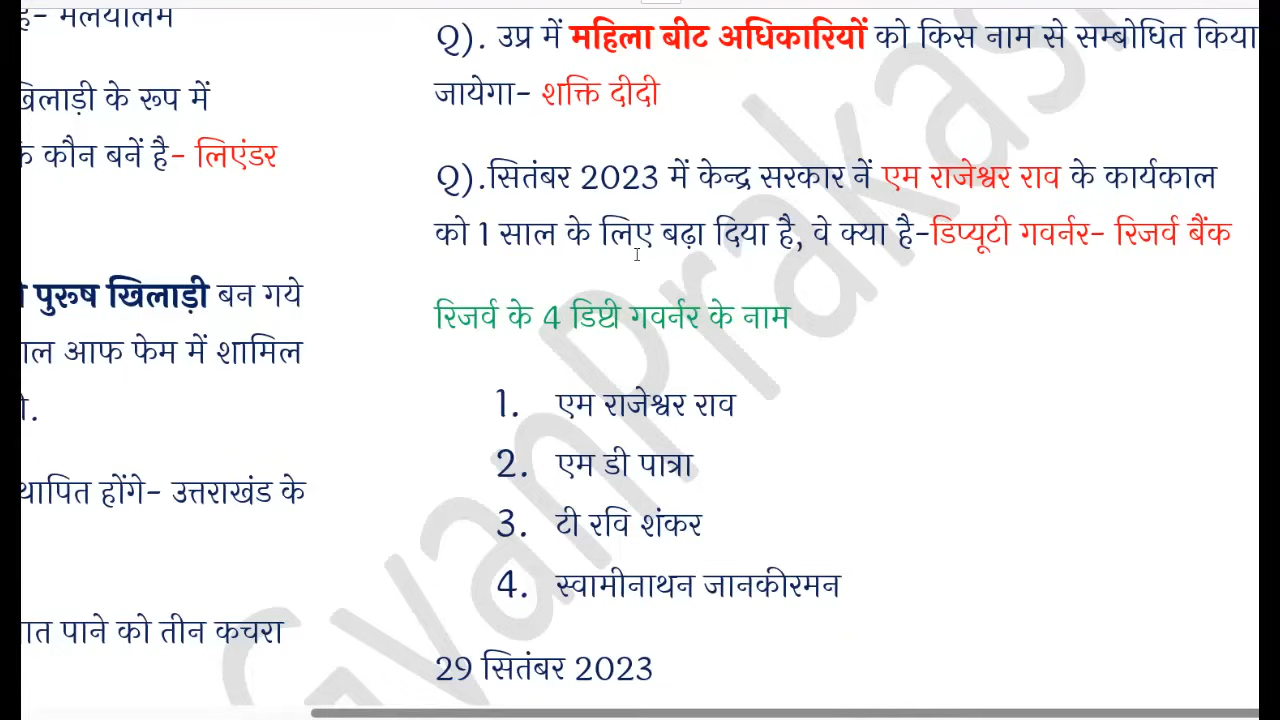 है- मलयालम
खिलाड़ी के रूप में
कौन बनें है- लिएंडर
पुरूष खिलाड़ी बन गये
हाल आफ फेम में शामिल
स्थापित होंगे- उत्तराखंड के
पाने को तीन कचरा
Q). उप्र में महिला बीट अधिकारियों को किस नाम से सम्बोधित किया
जायेगा- शक्ति दीदी
Q).सितंबर 2023 में केन्द्र सरकार नें एम राजेश्वर राव के कार्यकाल
को 1 साल के लिए बढ़ा दिया है, वे क्या है-डिप्यूटी गवर्नर- रिजर्व बैंक
रिजर्व के 4 डिप्टी गवर्नर के नाम
1. एम राजेश्वर राव
2. एम डी पात्रा
3. टी रवि शंकर
4. स्वामीनाथन जानकीरमन
29 सितंबर 2023
GyanPrakas